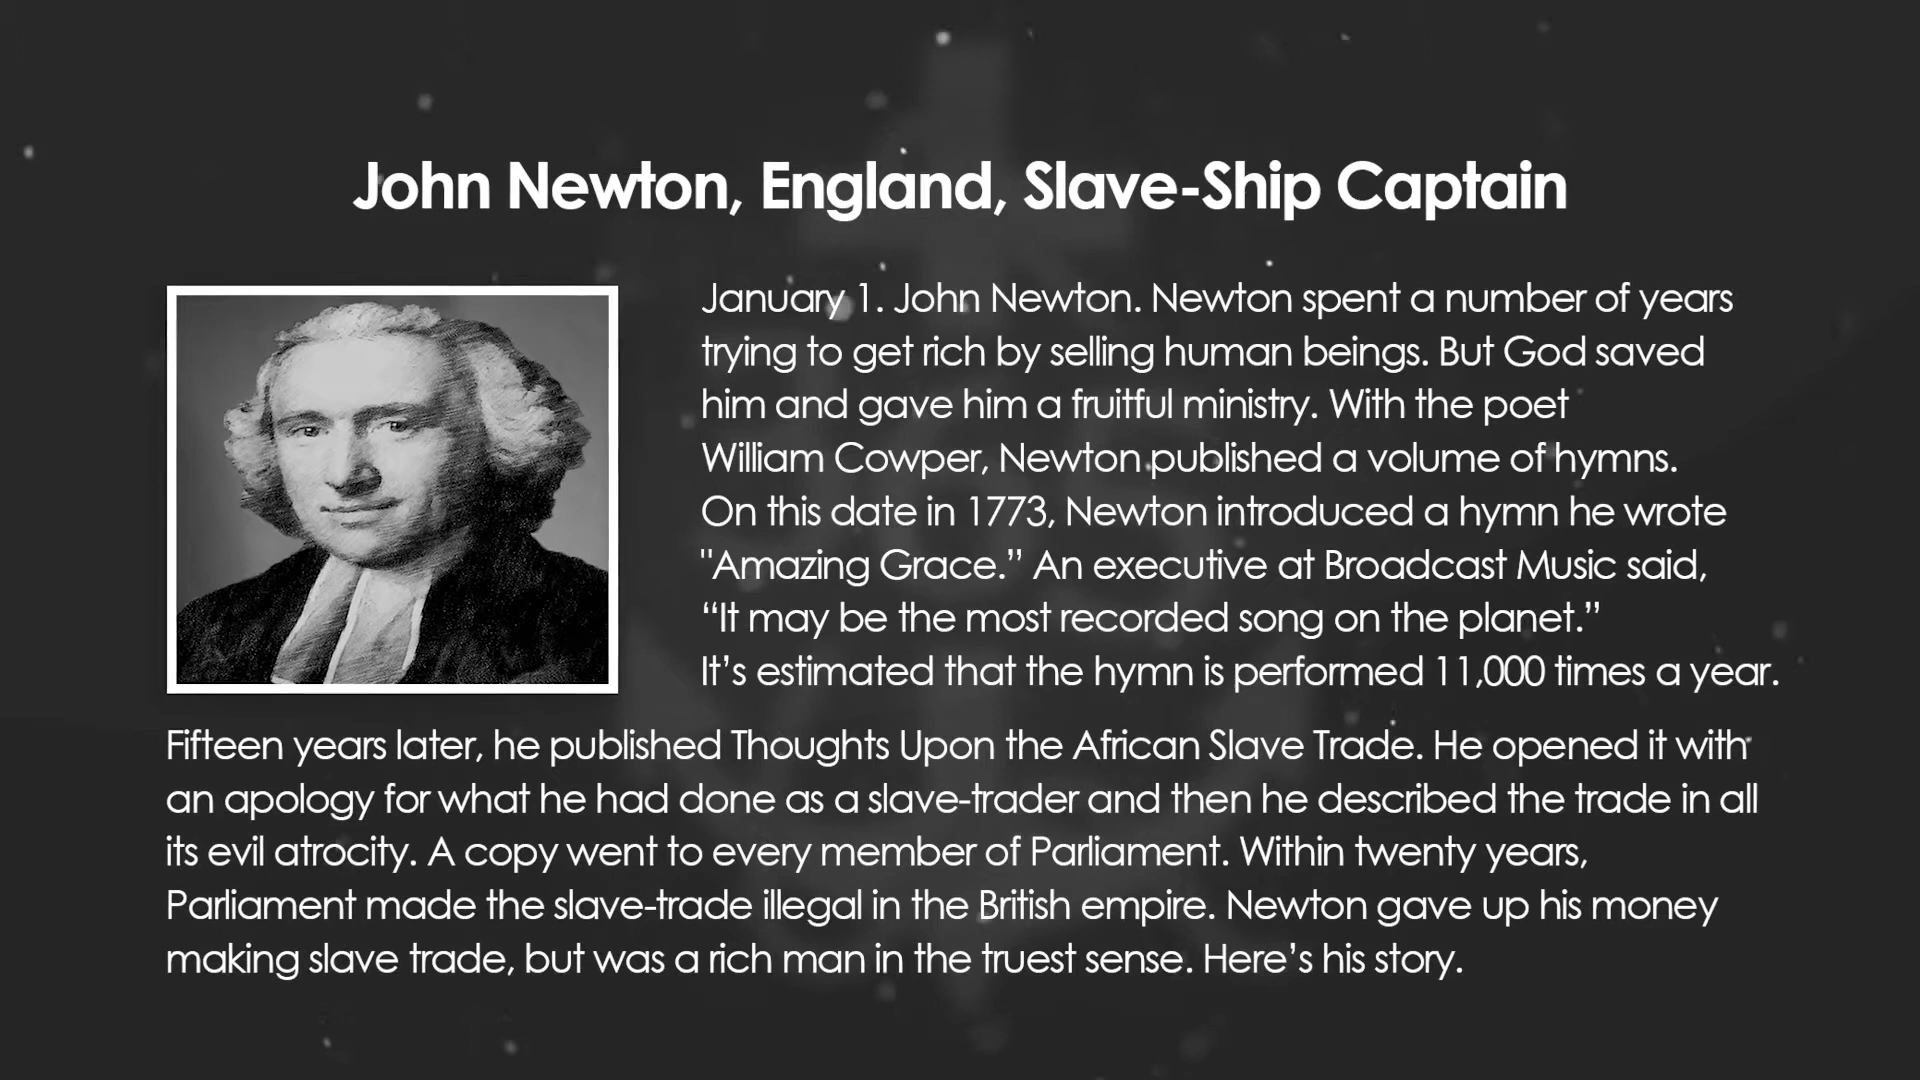 John Newton, England, Slave-Ship Captain
January 1. John Newton. Newton spent a number of years
trying to get rich by selling human beings. But God saved
him and gave him a fruitful ministry. With the poet
William Cowper, Newton published a volume of hymns.
On this date in 1773, Newton introduced a hymn he wrote
"Amazing Grace.” An executive at Broadcast Music said,
“It may be the most recorded song on the planet.”
It’s estimated that the hymn is performed 11,000 times a year.
Fifteen years later, he published Thoughts Upon the African Slave Trade. He opened it with
an apology for what he had done as a slave-trader and then he described the trade in all
its evil atrocity. A copy went to every member of Parliament. Within twenty years,
Parliament made the slave-trade illegal in the British empire. Newton gave up his money
making slave trade, but was a rich man in the truest sense. Here’s his story.